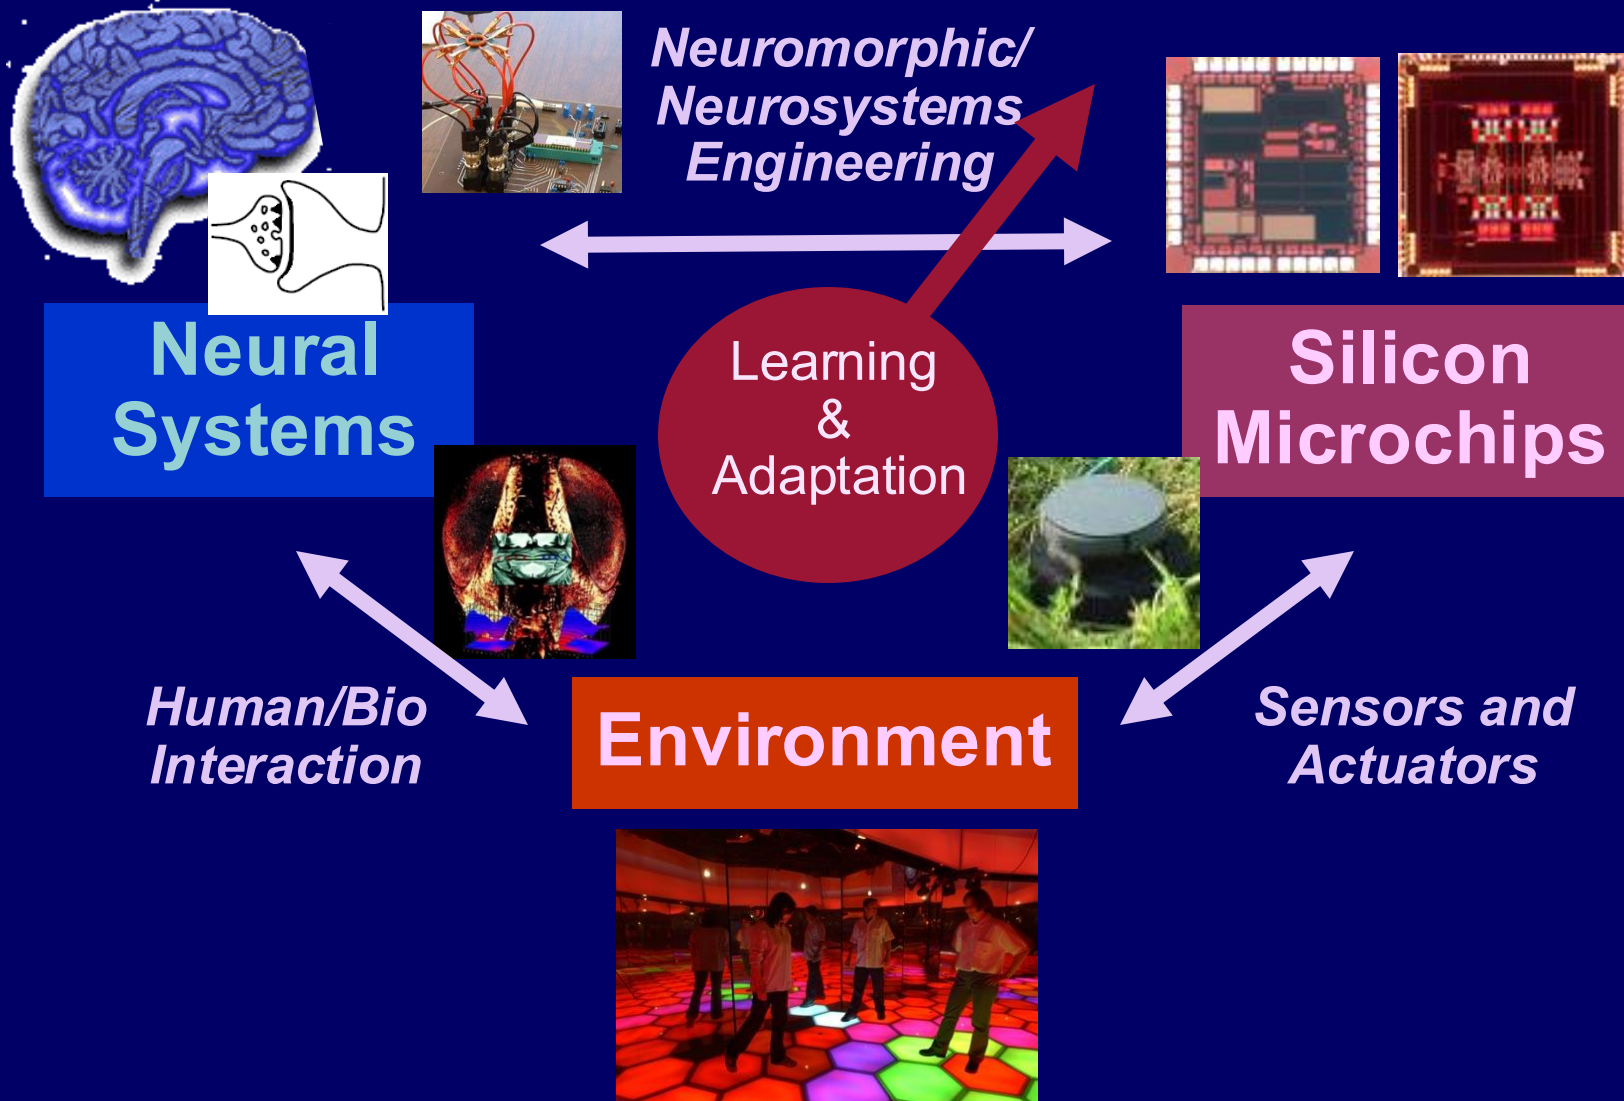 Neuromorphic/
Neurosystems
Engineering
Neural
Systems
Learning
&
Adaptation
Silicon
Microchips
Human/Bio
Interaction
Environment
Sensors and
Actuators